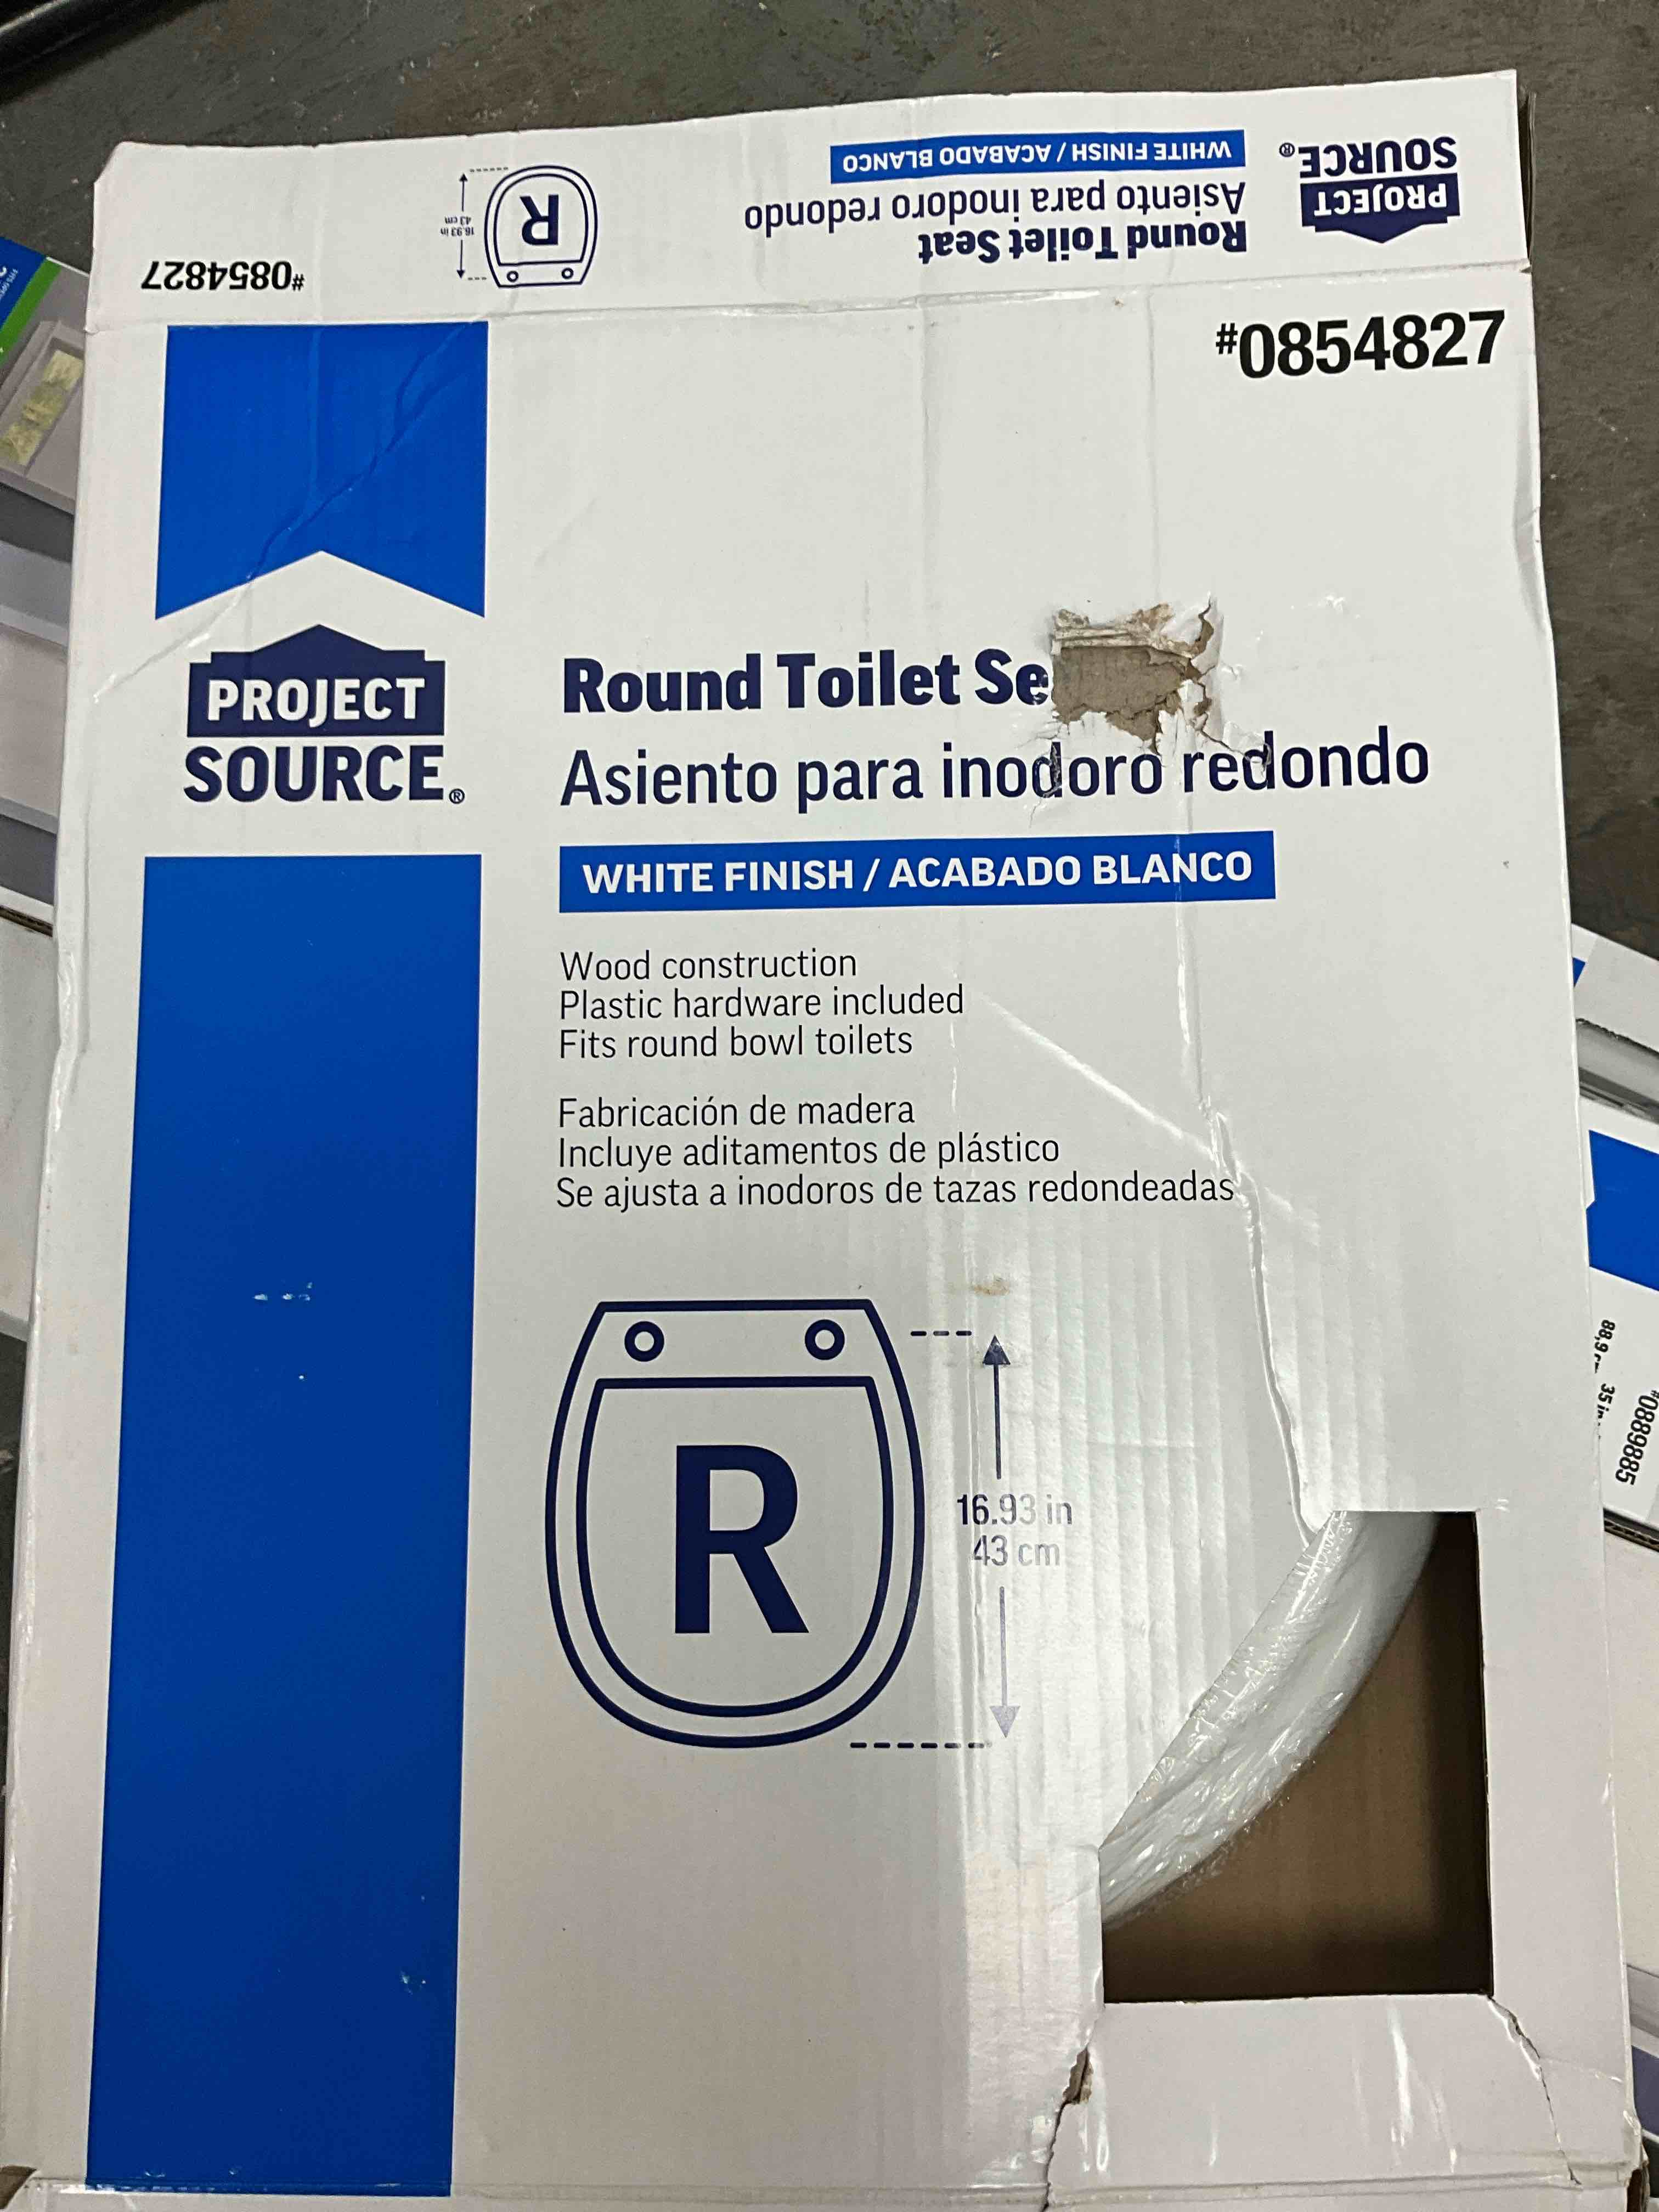 PROJECT
SOURCE®
Round Toilet Seat
Asiento para inodoro redondo
WHITE FINISH / ACABADO BLANCO
R
16.93 in
43 cm
#0854827
#0854827
PROJECT
SOURCE®
Round Toilet Se
Asiento para inodoro redondo
WHITE FINISH / ACABADO BLANCO
Wood construction
Plastic hardware included
Fits round bowl toilets
Fabricación de madera
Incluye aditamentos de plástico
Se ajusta a inodoros de tazas redondeadas
R
16.93 in
43 cm
35 in
#0889885